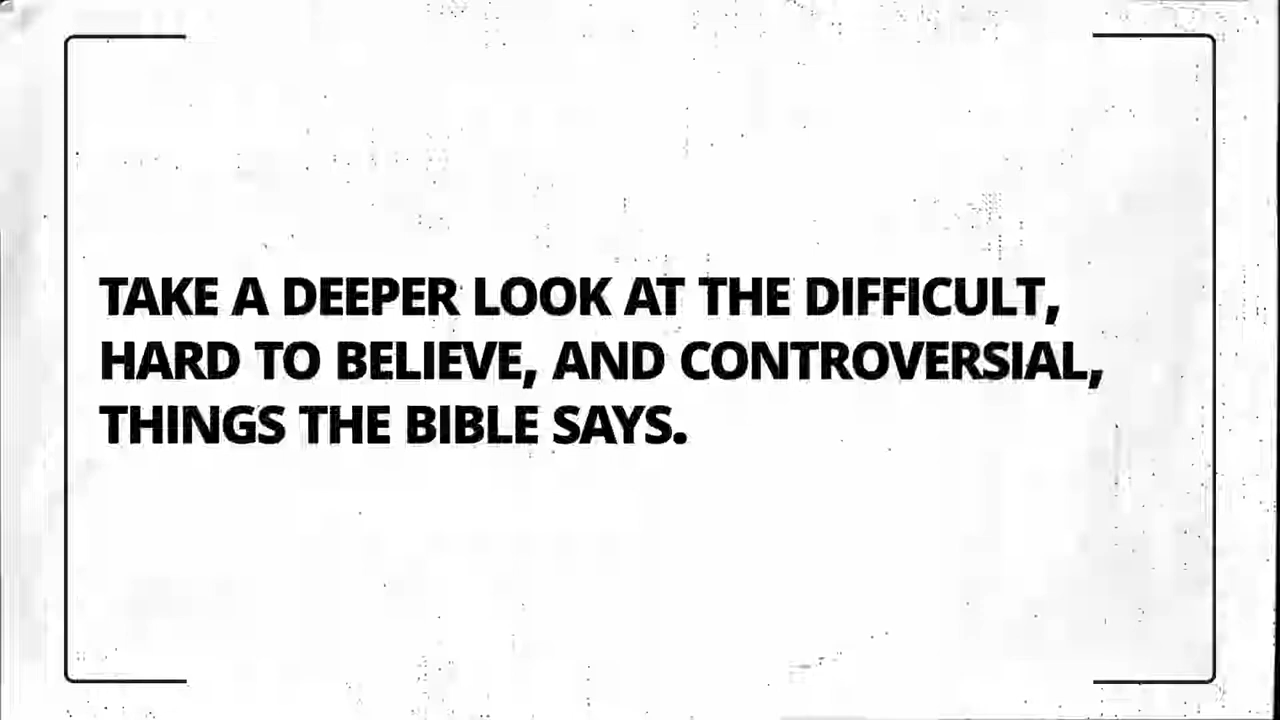 TAKE A DEEPER LOOK AT THE DIFFICULT,
HARD TO BELIEVE, AND CONTROVERSIAL,
THINGS THE BIBLE SAYS.